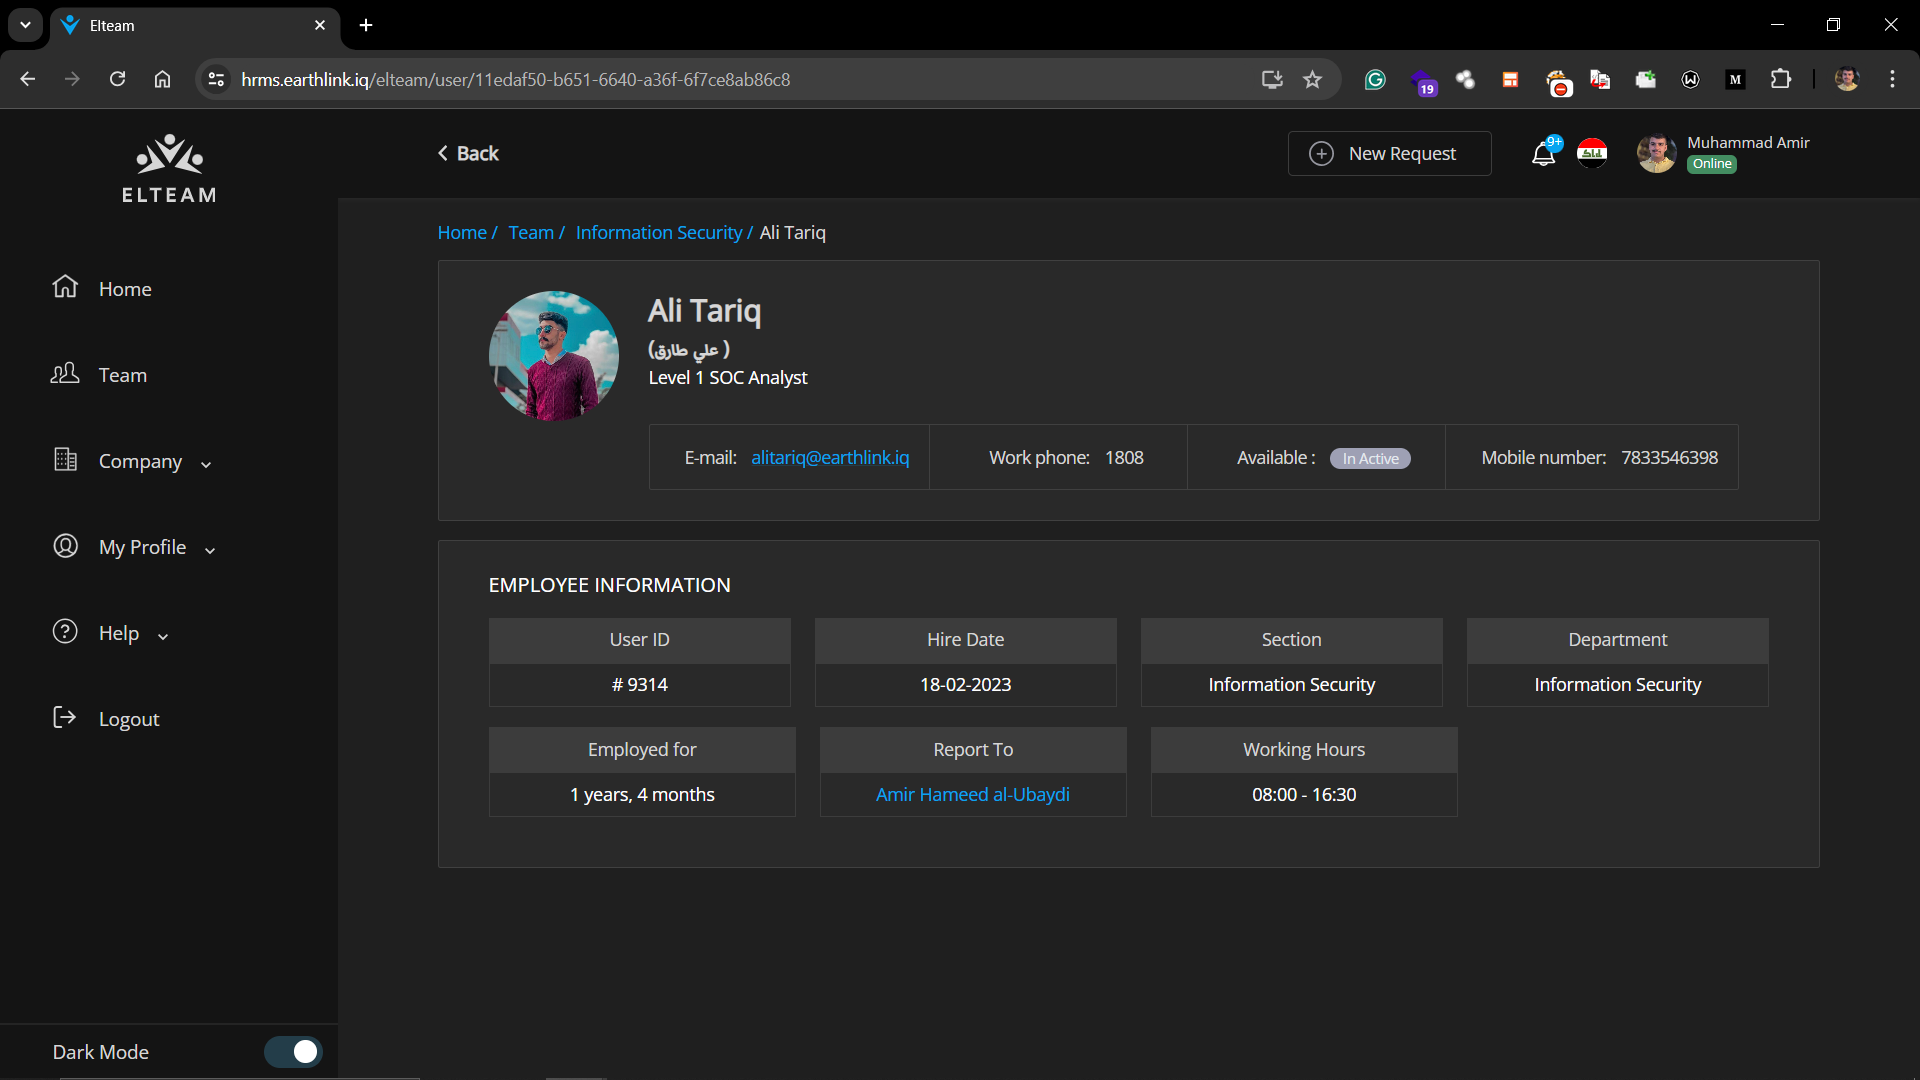 Elteam
hrms.earthlink.iq/elteam/user/11edaf50-b651-6640-a36f-6f7ce8ab86c8
19
M
ELTEAM
Back
New Request
9+
Muhammad Amir
Online
Home / Team / Information Security / Ali Tariq
Home
Team
Company
My Profile
Help
Logout
Dark Mode
Ali Tariq
(علي طارق )
Level 1 SOC Analyst
E-mail: alitariq@earthlink.iq
Work phone: 1808
Available : In Active
Mobile number: 7833546398
EMPLOYEE INFORMATION
User ID
# 9314
Hire Date
18-02-2023
Section
Information Security
Department
Information Security
Employed for
1 years, 4 months
Report To
Amir Hameed al-Ubaydi
Working Hours
08:00 - 16:30